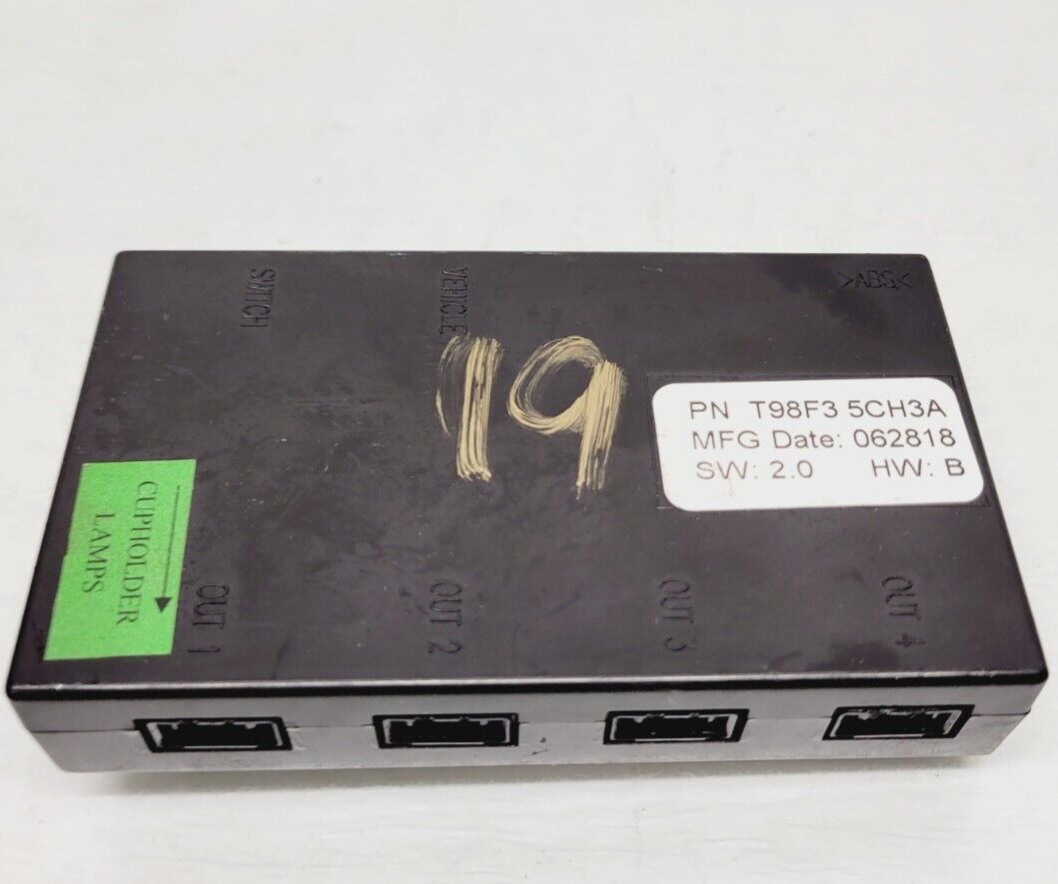 SWITCH
VEHICLE
>ABS<
19
PN T98F3 5CH3A
MFG Date: 062818
SW: 2.0 HW: B
CUPHOLDER
LAMPS
OUT 1
OUT 2
OUT 3
OUT 4